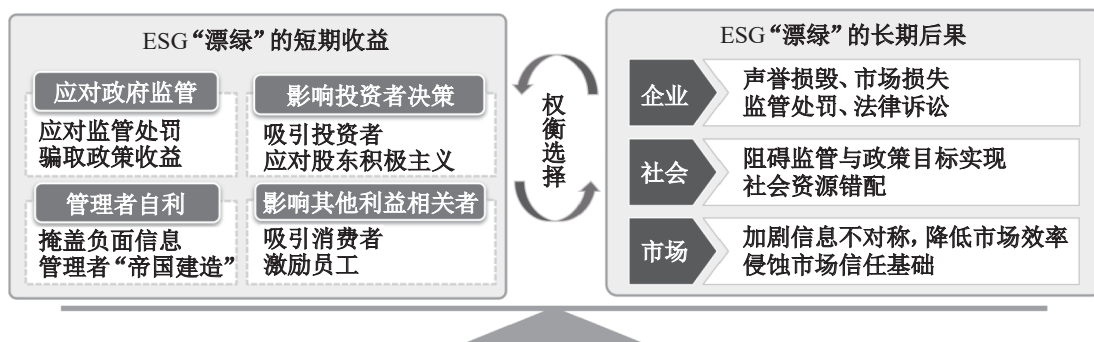 ESG“漂绿”的短期收益
应对政府监管
应对监管处罚
骗取政策收益
影响投资者决策
吸引投资者
应对股东积极主义
管理者自利
掩盖负面信息
管理者“帝国建造”
影响其他利益相关者
吸引消费者
激励员工
权
衡
选
择
ESG“漂绿”的长期后果
企业
声誉损毁、市场损失
监管处罚、法律诉讼
社会
阻碍监管与政策目标实现
社会资源错配
市场
加剧信息不对称,降低市场效率
侵蚀市场信任基础